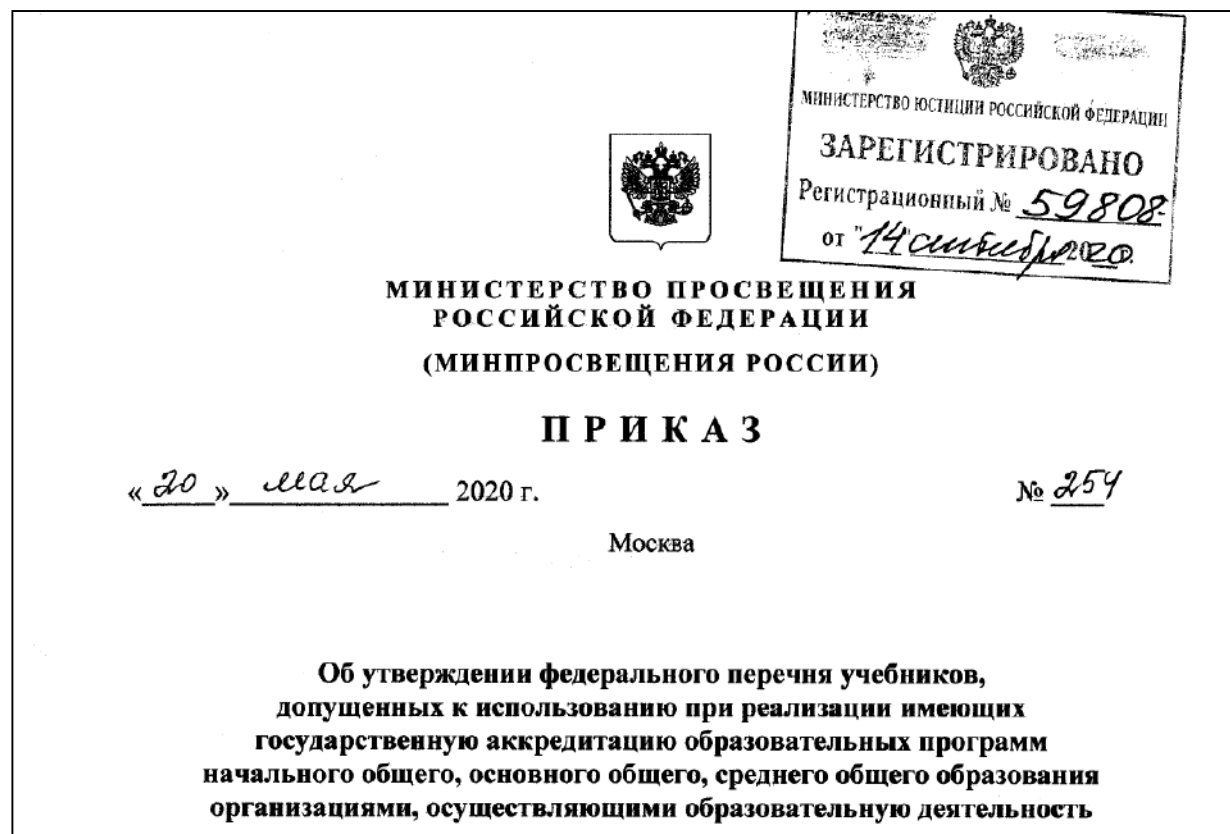 МИНИСТЕРСТВО ЮСТИЦИИ РОССИЙСКОЙ ФЕДЕРАЦИИ
ЗАРЕГИСТРИРОВАНО
Регистрационный № 59808
от "14" сентября 2020.
МИНИСТЕРСТВО ПРОСВЕЩЕНИЯ
РОССИЙСКОЙ ФЕДЕРАЦИИ
(МИНПРОСВЕЩЕНИЯ РОССИИ)
ПРИКАЗ
«20» мая 2020 г.
№ 254
Москва
Об утверждении федерального перечня учебников,
допущенных к использованию при реализации имеющих
государственную аккредитацию образовательных программ
начального общего, основного общего, среднего общего образования
организациями, осуществляющими образовательную деятельность